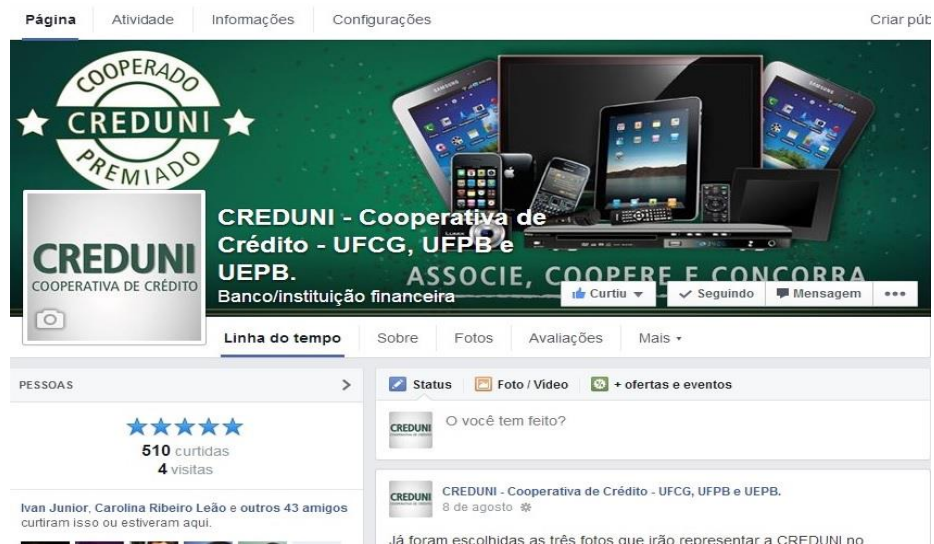 Página Atividade Informações Configurações Criar púb
COOPERADO
CREDUNI
PREMIADO
CREDUNI
COOPERATIVA DE CRÉDITO
CREDUNI - Cooperativa de
Crédito - UFCG, UFPB e
UEPB.
Banco/instituição financeira
ASSOCIE, COOPERE E CONCORRA
Curtiu Seguindo Mensagem
Linha do tempo Sobre Fotos Avaliações Mais
PESSOAS
510 curtidas
4 visitas
Ivan Junior, Carolina Ribeiro Leão e outros 43 amigos
curtiram isso ou estiveram aqui.
Status Foto / Vídeo + ofertas e eventos
CREDUNI
O você tem feito?
CREDUNI
CREDUNI - Cooperativa de Crédito - UFCG, UFPB e UEPB.
8 de agosto
Já foram escolhidas as três fotos que irão representar a CREDUNI no